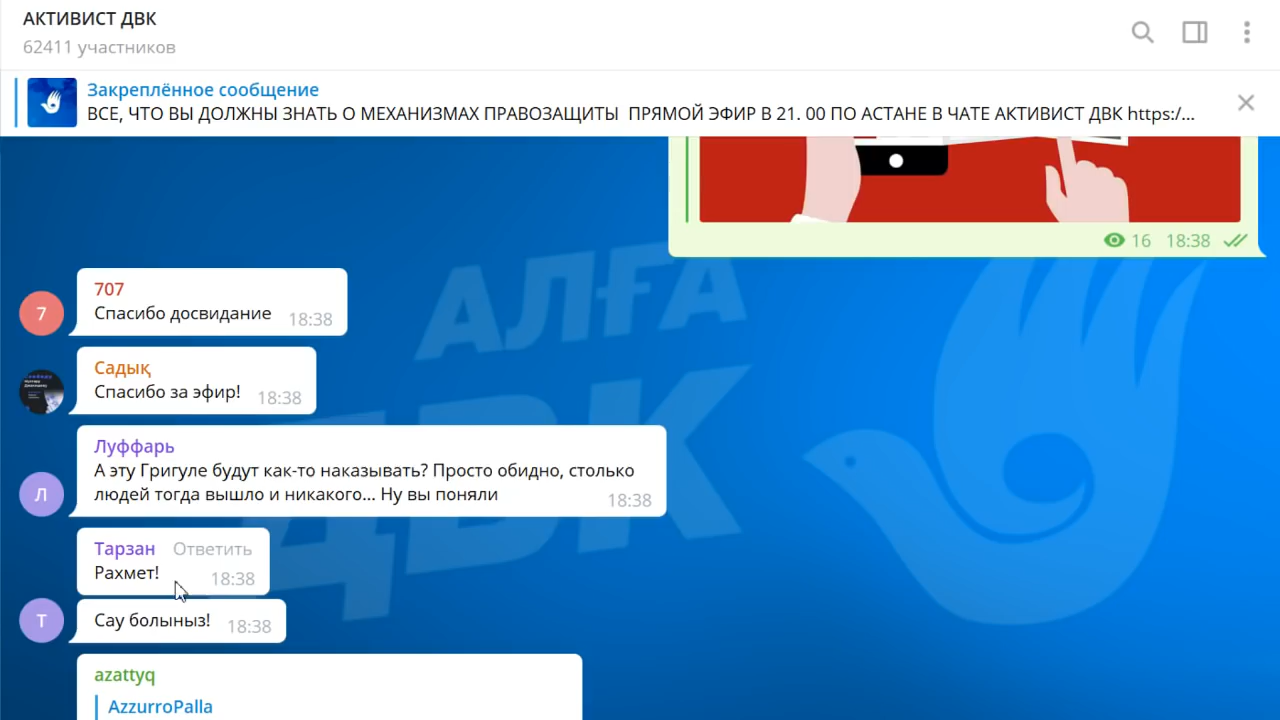 АКТИВИСТ ДВК
62411 участников
Закреплённое сообщение
ВСЕ, ЧТО ВЫ ДОЛЖНЫ ЗНАТЬ О МЕХАНИЗМАХ ПРАВОЗАЩИТЫ ПРЯМОЙ ЭФИР В 21. 00 ПО АСТАНЕ В ЧАТЕ АКТИВИСТ ДВК https:/...
16 18:38
АЛҒА
ДВК
707
7
Спасибо досвидание 18:38
Садық
Спасибо за эфир! 18:38
Луффарь
А эту Григуле будут как-то наказывать? Просто обидно, столько
Л
людей тогда вышло и никакого... Ну вы поняли 18:38
Тарзан Ответить
Рахмет! 18:38
Т
Сау болыныз! 18:38
azattyq
AzzurroPalla